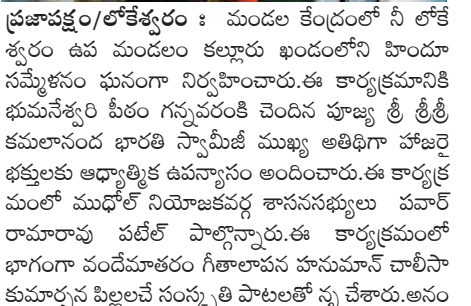 ప్రజాపక్షం/లోకేశ్వరం : మండల కేంద్రంలో నీ లోకే
శ్వరం ఉప మండలం కల్లూరు ఖండంలోని హిందూ
సమ్మేళనం ఘనంగా నిర్వహించారు.ఈ కార్యక్రమానికి
భుమనేశ్వరి పీఠం గన్నవరంకి చెందిన పూజ్య శ్రీ శ్రీశ్రీ
కమలానంద భారతి స్వామీజీ ముఖ్య అతిథిగా హాజరై
భక్తులకు ఆధ్యాత్మిక ఉపన్యాసం అందించారు.ఈ కార్యక్ర
మంలో ముధోల్ నియోజకవర్గ శాసనసభ్యులు పవార్
రామారావు పటేల్ పాల్గొన్నారు.ఈ కార్యక్రమంలో
భాగంగా వందేమాతరం గీతాలాపన హనుమాన్ చాలీసా
కుమార్చన పిల్లలచే సంస్కృతి పాటలతో నృ చేశారు.అనం